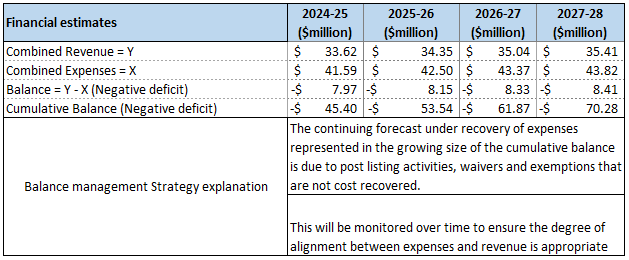 Financial estimates 2024-25 ($million) 2025-26 ($million) 2026-27 ($million) 2027-28 ($million)
Combined Revenue = Y $ 33.62 $ 34.35 $ 35.04 $ 35.41
Combined Expenses = X $ 41.59 $ 42.50 $ 43.37 $ 43.82
Balance = Y - X (Negative deficit) -$ 7.97 -$ 8.15 -$ 8.33 -$ 8.41
Cumulative Balance (Negative deficit) -$ 45.40 -$ 53.54 -$ 61.87 -$ 70.28
Balance management Strategy explanation
The continuing forecast under recovery of expenses
represented in the growing size of the cumulative balance
is due to post listing activities, waivers and exemptions that
are not cost recovered.
This will be monitored over time to ensure the degree of
alignment between expenses and revenue is appropriate